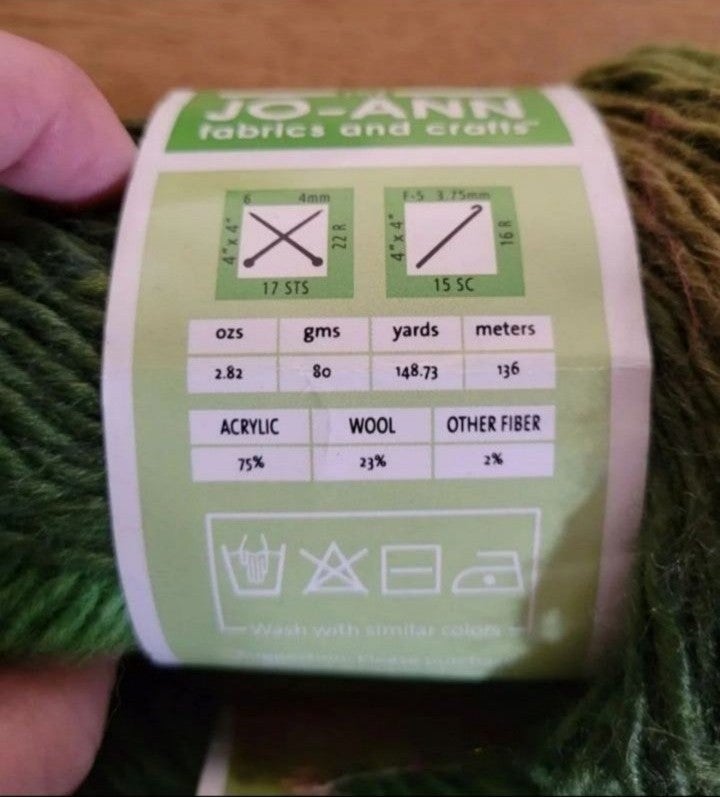 JO-ANN
fabrics and crafts
6 4mm
4"x 4"
22 R
17 STS
F-5 3.75mm
4"x 4"
16 R
15 SC
ozs gms yards meters
2.82 80 148.73 136
ACRYLIC WOOL OTHER FIBER
75% 23% 2%
Wash with similar colors